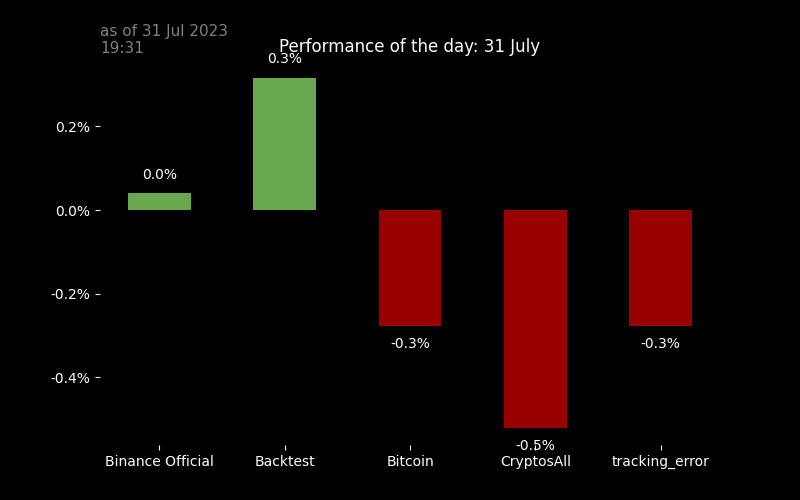 as of 31 Jul 2023
19:31
Performance of the day: 31 July
0.3%
0.2%
0.0%
0.0%
-0.2%
-0.3%
-0.3%
-0.4%
-0.5%
Binance Official
Backtest
Bitcoin
CryptosAll
tracking_error